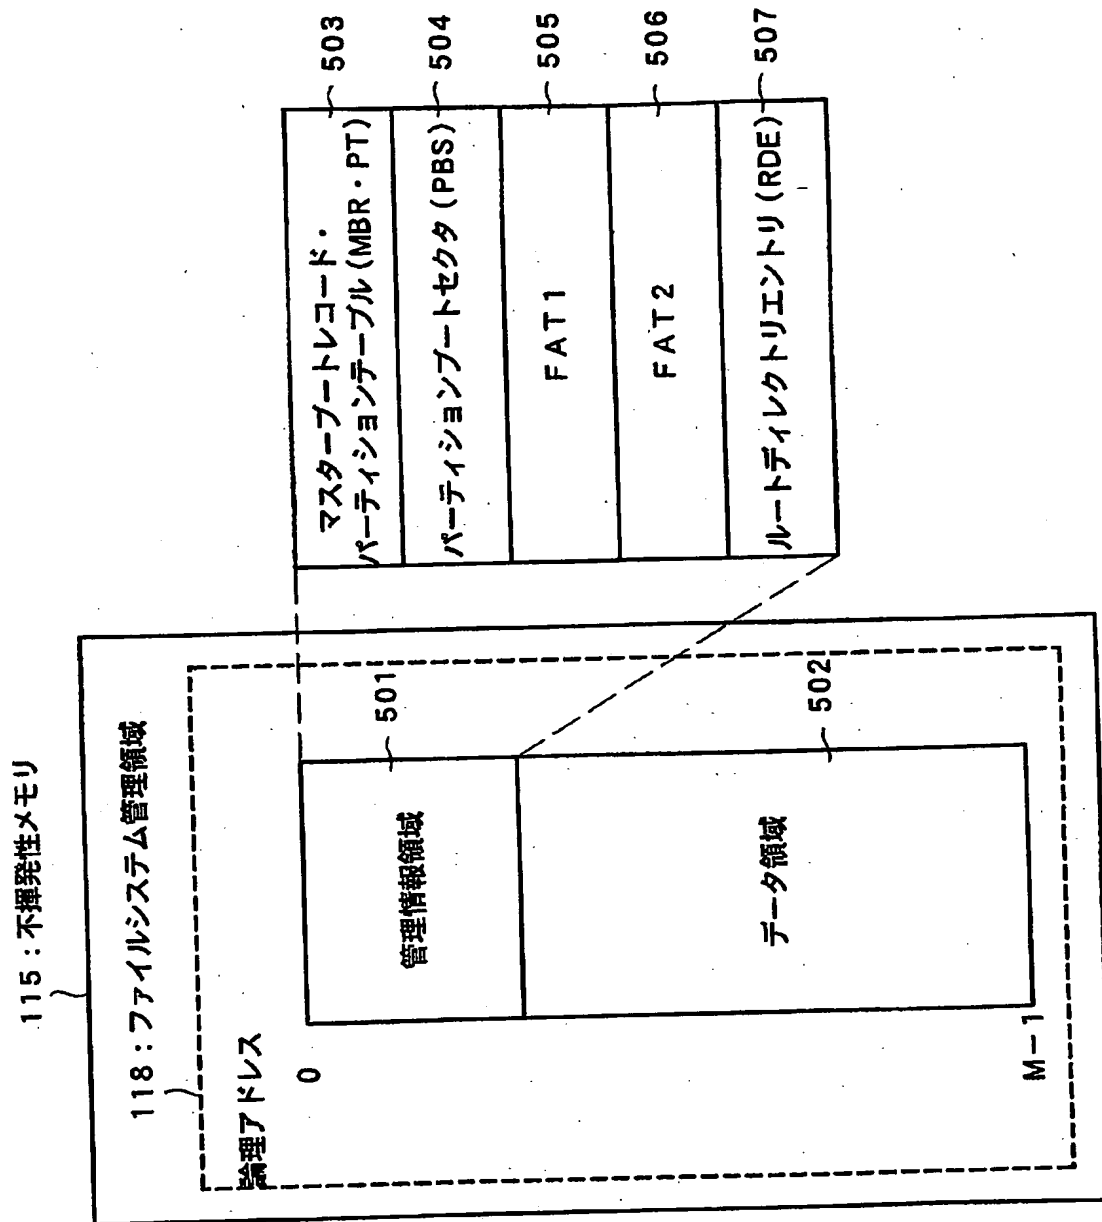 115：不揮発性メモリ
118：ファイルシステム管理領域
論理アドレス
0
管理情報領域
501
データ領域
502
M－1
マスターブートレコード・
パーティションテーブル(MBR・PT)
503
パーティションブートセクタ(PBS)
504
FAT1
505
FAT2
506
ルートディレクトリエントリ(RDE)
507